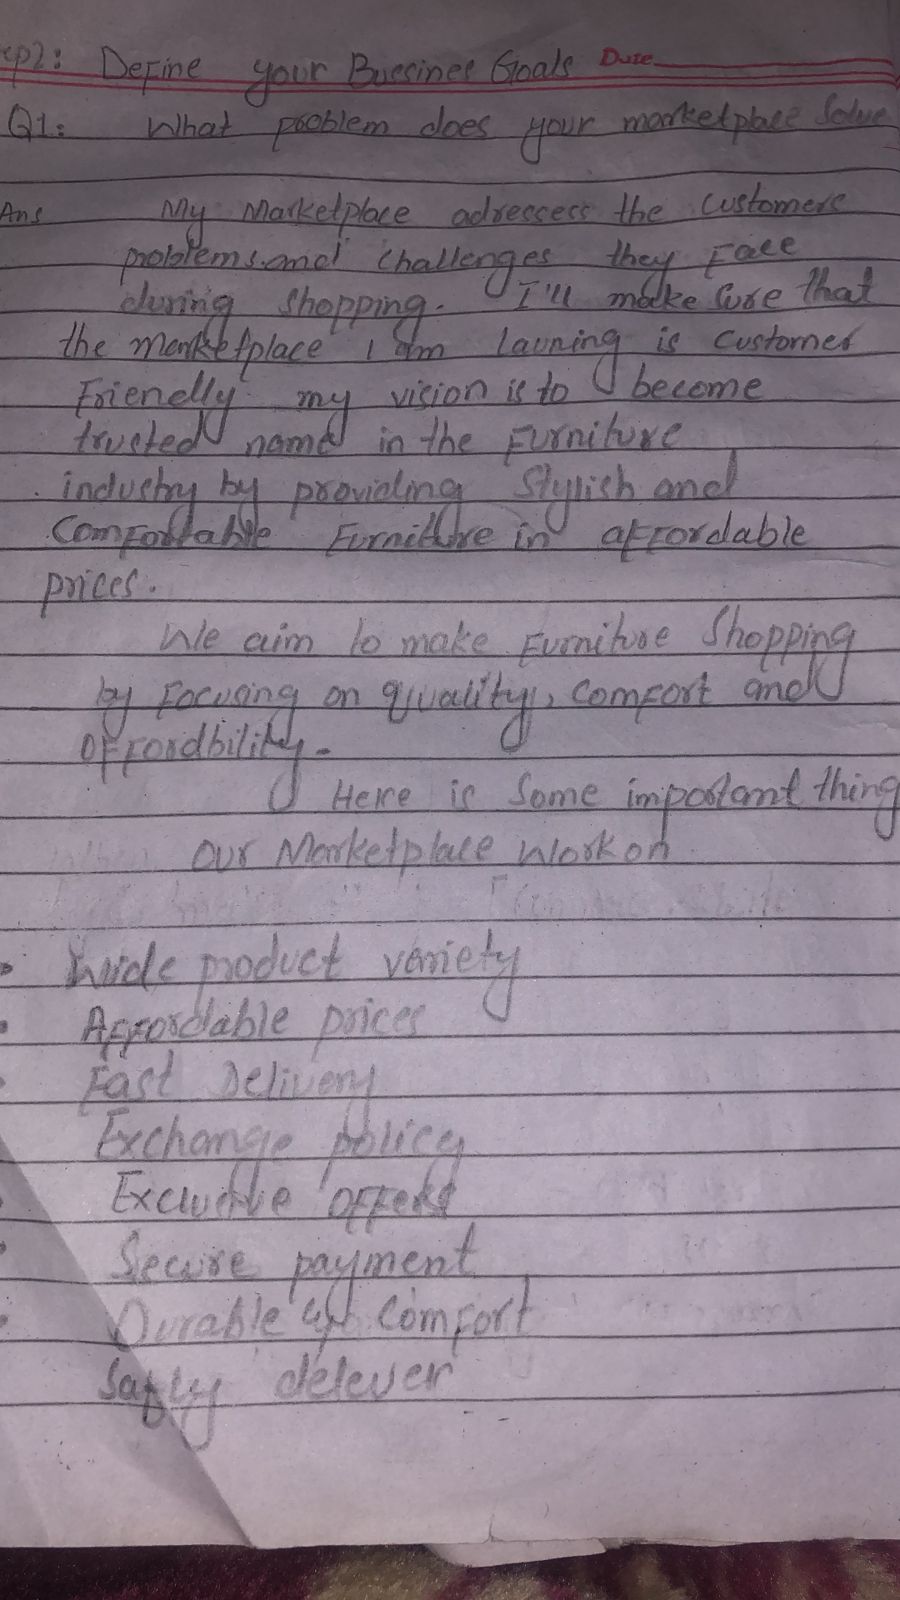 ep2: Define your Bussines Goals Date
Q1: What problem does your marketplace Solve
Ans My Marketplace adressess the customers
problems and challenges they Face
during shopping. I'll make sure that
the marketplace I am launing is customer
Friendly my vision is to become
trusted name in the Furniture
industry by providing Stylish and
Comfortable Furniture in affordable
prices.
We aim to make Furniture Shopping
by Focusing on quality, comfort and
offordbility.
Here is Some important thing
our Marketplace work on
Wide product variety
Affordable prices
Fast Delivery
Exchange policy
offers
Secure payment
Durable comfort
Safly delever